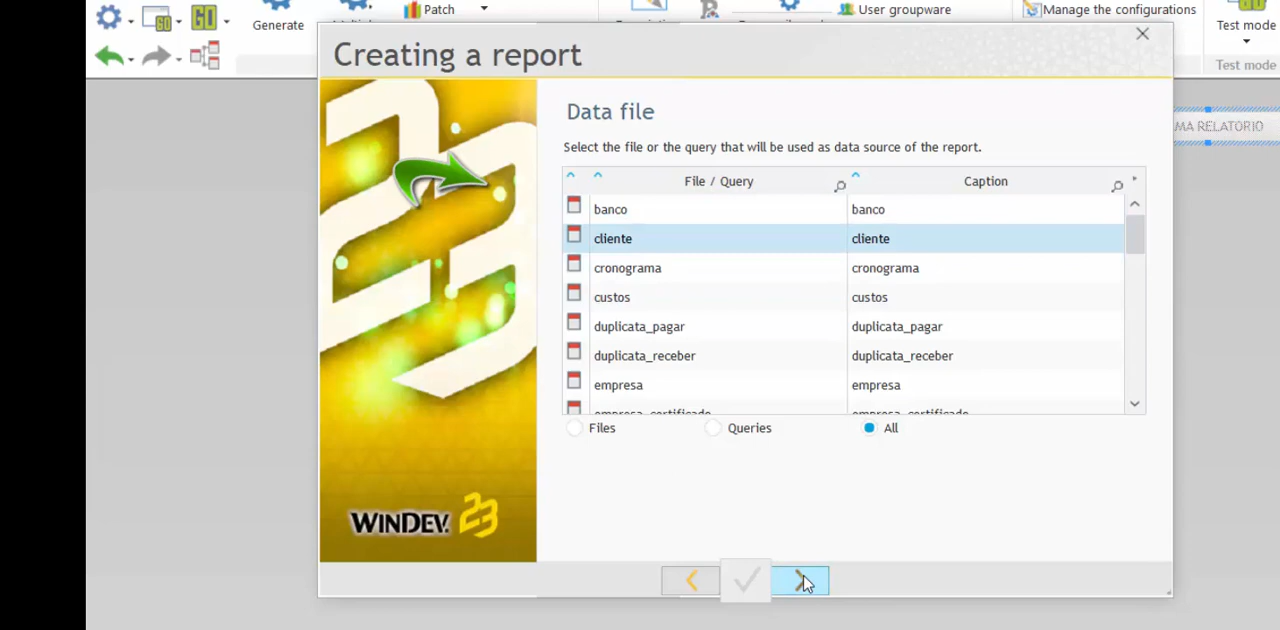 Patch
User groupware
Manage the configurations
Generate
Test mode
Test mode
Creating a report
MA RELATORIO
Data file
Select the file or the query that will be used as data source of the report.
File / Query Caption
banco banco
cliente cliente
cronograma cronograma
custos custos
duplicata_pagar duplicata_pagar
duplicata_receber duplicata_receber
empresa empresa
empresa_certificado empresa_certificado
Files Queries All
WINDEV. 23